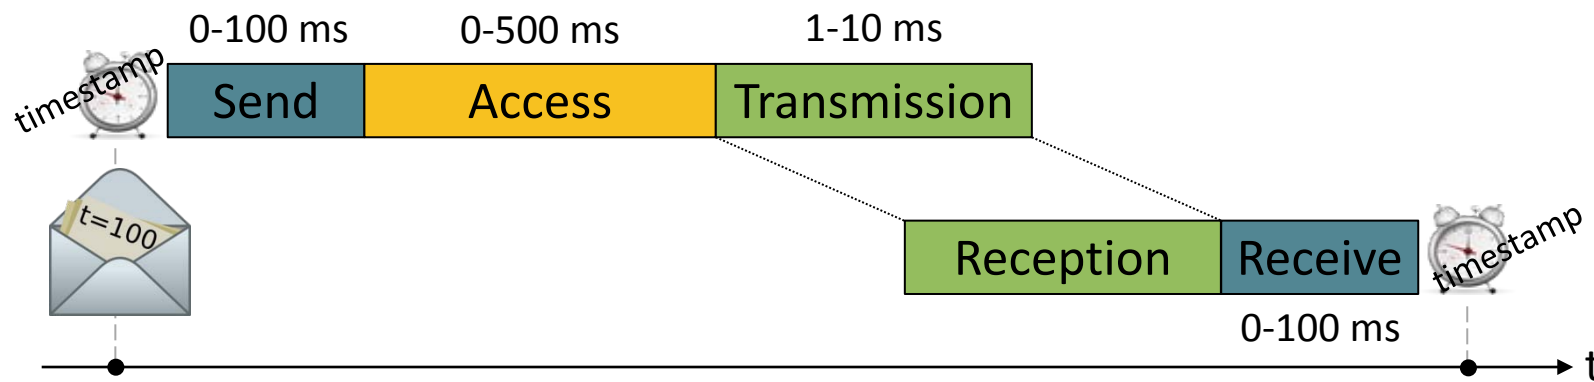 0-100 ms 0-500 ms 1-10 ms
timestamp Send Access Transmission
t=100
Reception Receive timestamp
0-100 ms
t